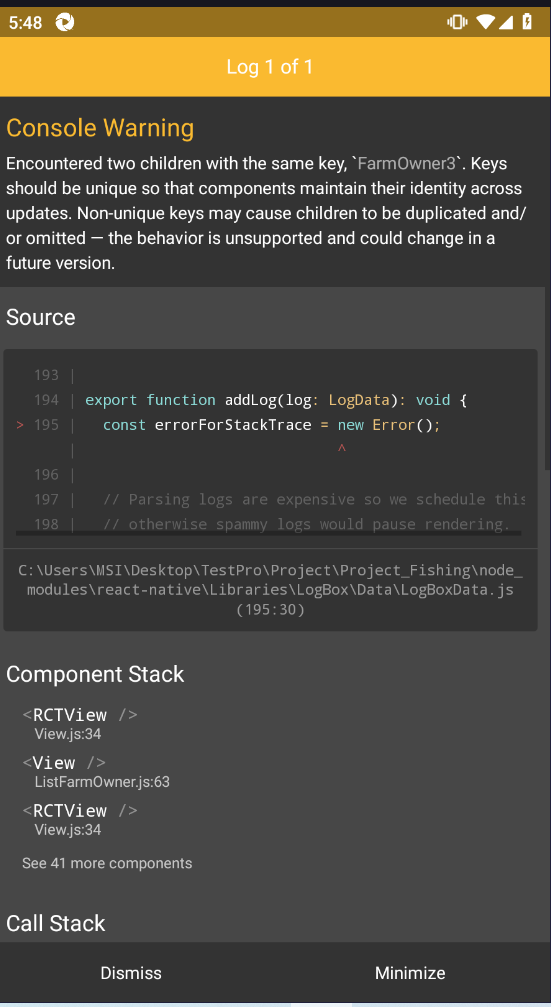 5:48
Log 1 of 1
Console Warning
Encountered two children with the same key, `FarmOwner3`. Keys
should be unique so that components maintain their identity across
updates. Non-unique keys may cause children to be duplicated and/
or omitted — the behavior is unsupported and could change in a
future version.
Source
193 |
194 | export function addLog(log: LogData): void {
> 195 |   const errorForStackTrace = new Error();
|                              ^
196 |
197 |   // Parsing logs are expensive so we schedule this
198 |   // otherwise spammy logs would pause rendering.
C:\Users\MSI\Desktop\TestPro\Project\Project_Fishing\node_
modules\react-native\Libraries\LogBox\Data\LogBoxData.js
(195:30)
Component Stack
<RCTView />
View.js:34
<View />
ListFarmOwner.js:63
<RCTView />
View.js:34
See 41 more components
Call Stack
Dismiss Minimize